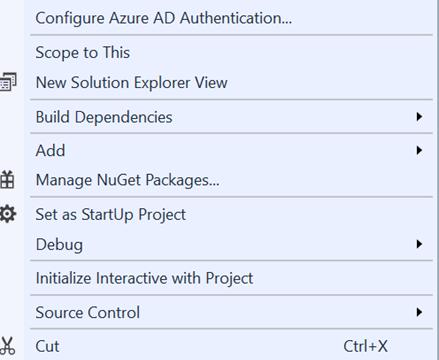 Configure Azure AD Authentication...
Scope to This
New Solution Explorer View
Build Dependencies
Add
Manage NuGet Packages...
Set as StartUp Project
Debug
Initialize Interactive with Project
Source Control
Cut Ctrl+X